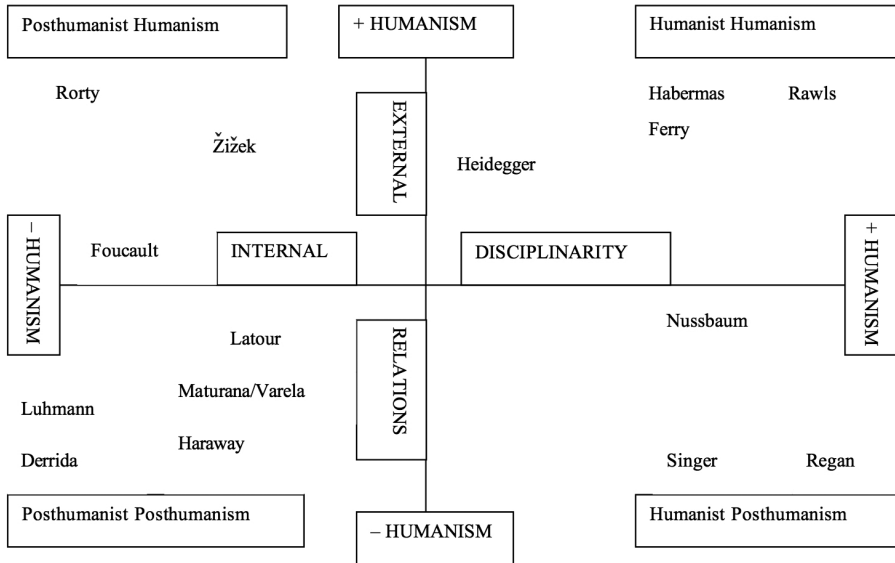 Posthumanist Humanism
+ HUMANISM
Humanist Humanism
Rorty
Habermas Rawls
EXTERNAL
Ferry
Žižek
Heidegger
– HUMANISM
Foucault
INTERNAL
DISCIPLINARITY
+ HUMANISM
Nussbaum
Latour
RELATIONS
Maturana/Varela
Luhmann
Haraway
Derrida
Singer Regan
Posthumanist Posthumanism
– HUMANISM
Humanist Posthumanism